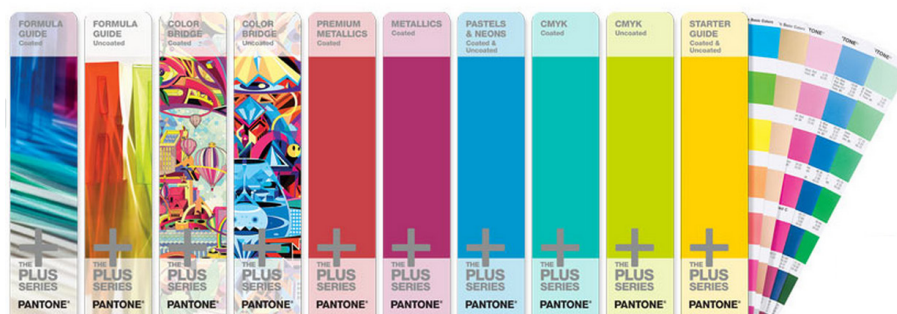 FORMULA
GUIDE
Coated
THE
PLUS
SERIES
PANTONE®
FORMULA
GUIDE
Uncoated
THE
PLUS
SERIES
PANTONE®
COLOR
BRIDGE
Coated
THE
PLUS
SERIES
PANTONE®
COLOR
BRIDGE
Uncoated
THE
PLUS
SERIES
PANTONE®
PREMIUM
METALLICS
Coated
THE
PLUS
SERIES
PANTONE®
METALLICS
Coated
THE
PLUS
SERIES
PANTONE®
PASTELS
& NEONS
Coated &
Uncoated
THE
PLUS
SERIES
PANTONE®
CMYK
Coated
THE
PLUS
SERIES
PANTONE®
CMYK
Uncoated
THE
PLUS
SERIES
PANTONE®
STARTER
GUIDE
Coated &
Uncoated
THE
PLUS
SERIES
PANTONE®
Basic Colors